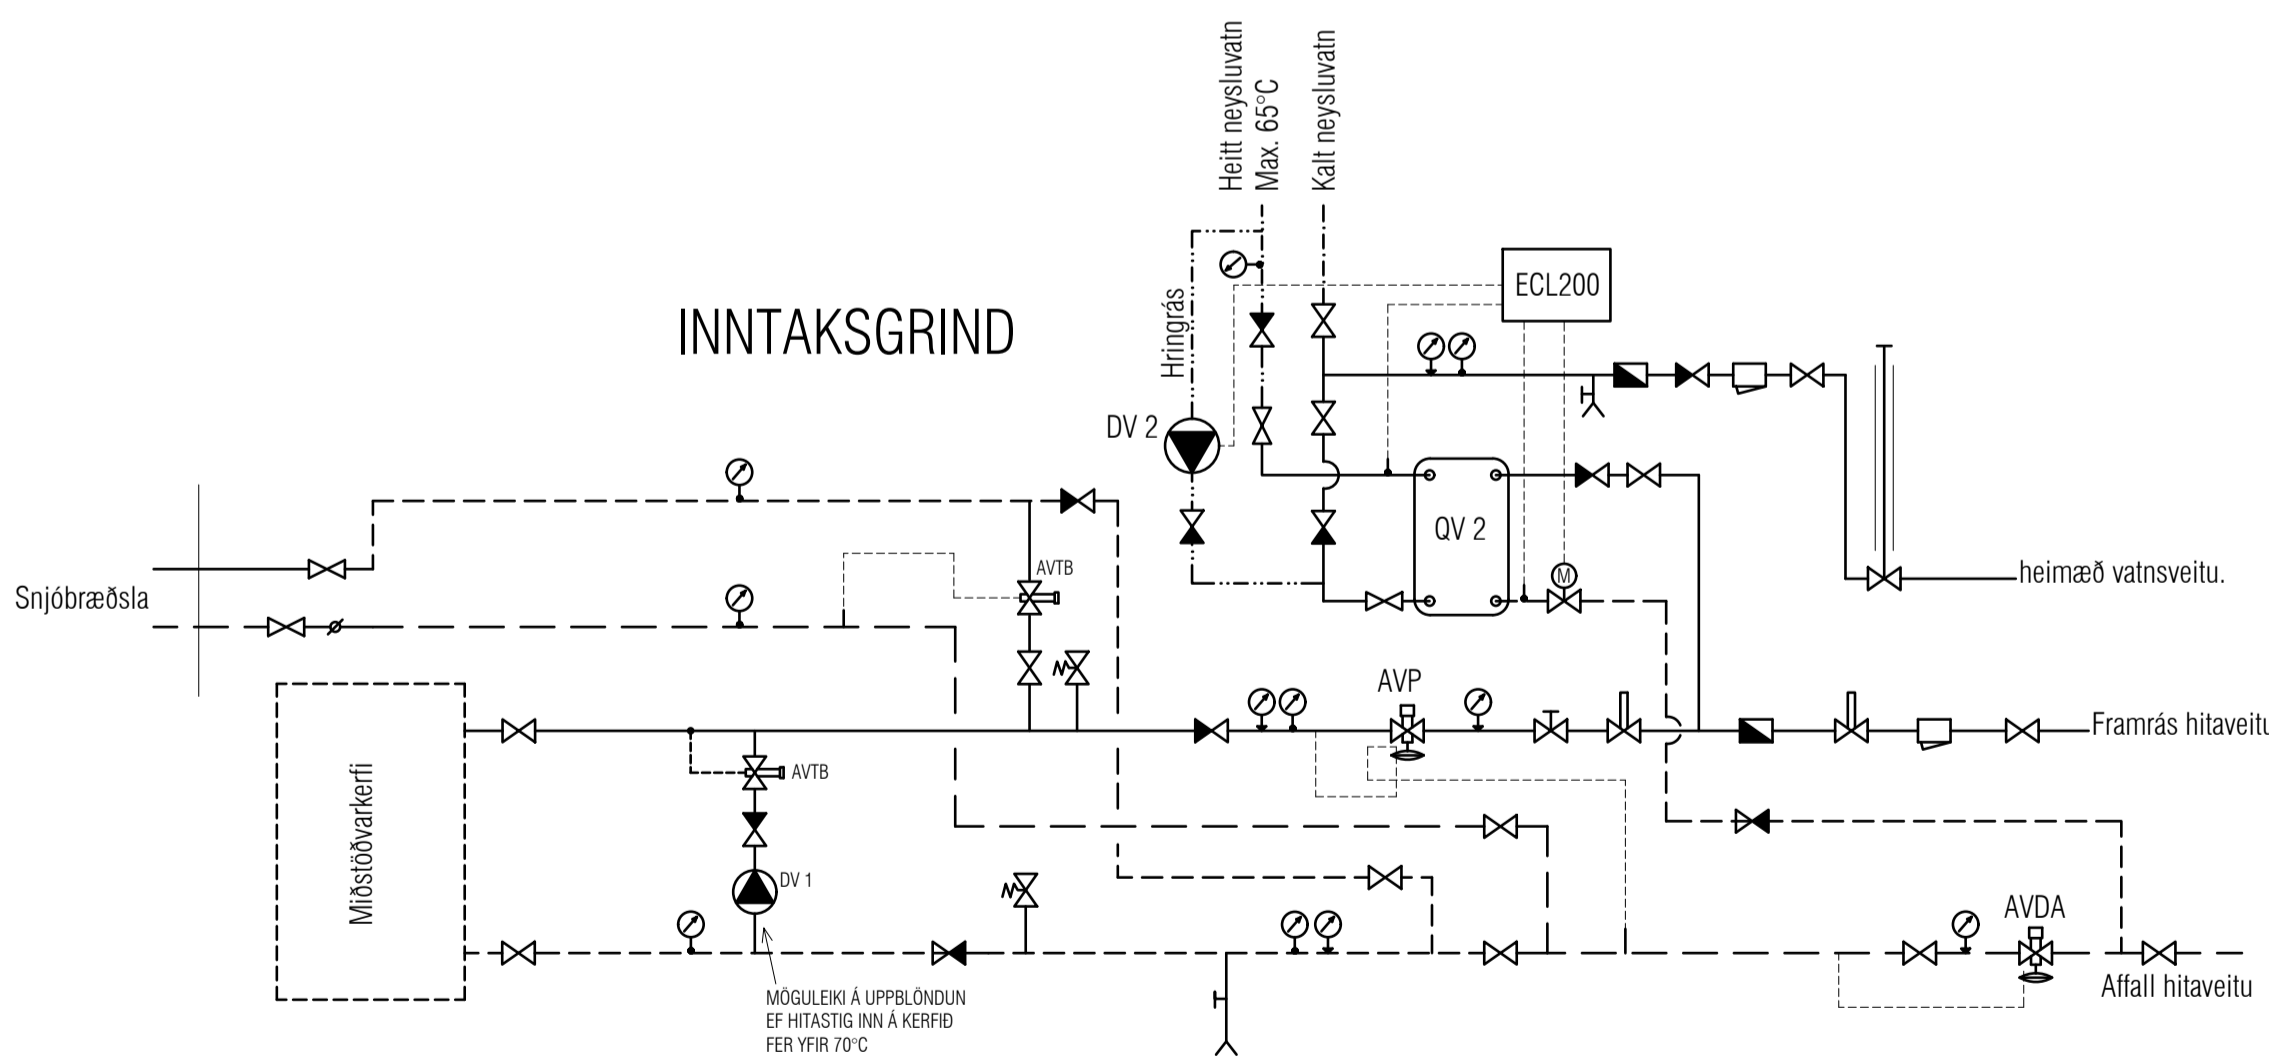 Heitt neysluvatn
Max. 65°C
Kalt neysluvatn
INNTAKSGRIND
Hringrás
ECL200
DV 2
QV 2
M
AVTB
heimæð vatnsveitu.
Snjóbræðsla
AVP
Framrás hitaveitu
AVTB
Miðstöðvarkerfi
DV 1
AVDA
Affall hitaveitu
MÖGULEIKI Á UPPBLÖNDUN
EF HITASTIG INN Á KERFIÐ
FER YFIR 70°C